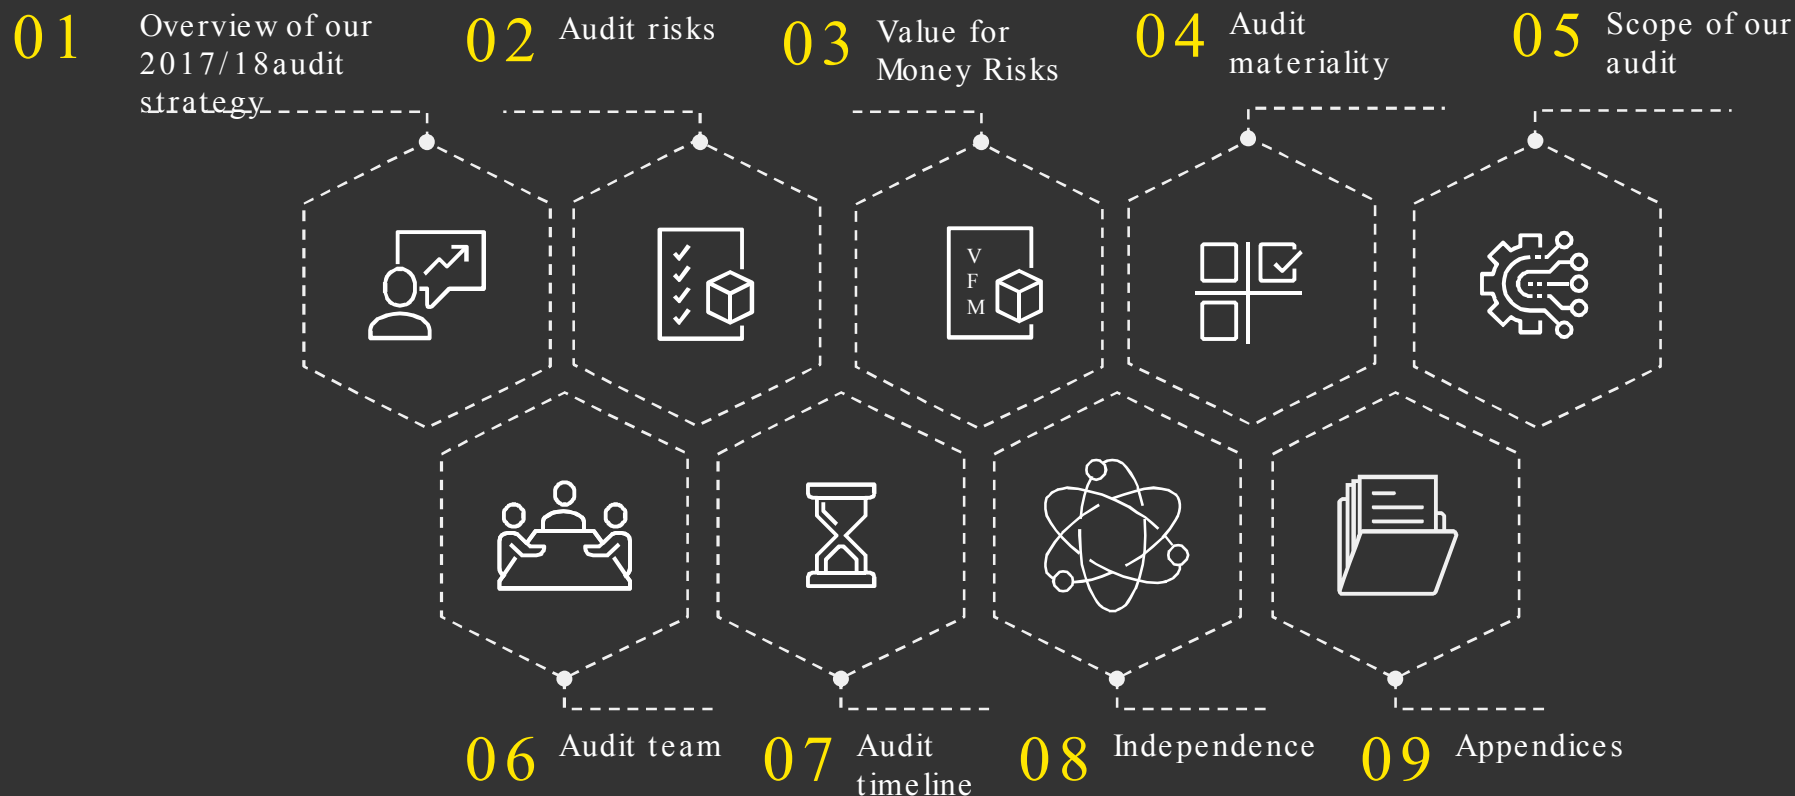 01
Overview of our
2017/18audit
strategy
02
Audit risks
03
Value for
Money Risks
04
Audit
materiality
05
Scope of our
audit
V
F
M
06
Audit team
07
Audit
timeline
08
Independence
09
Appendices